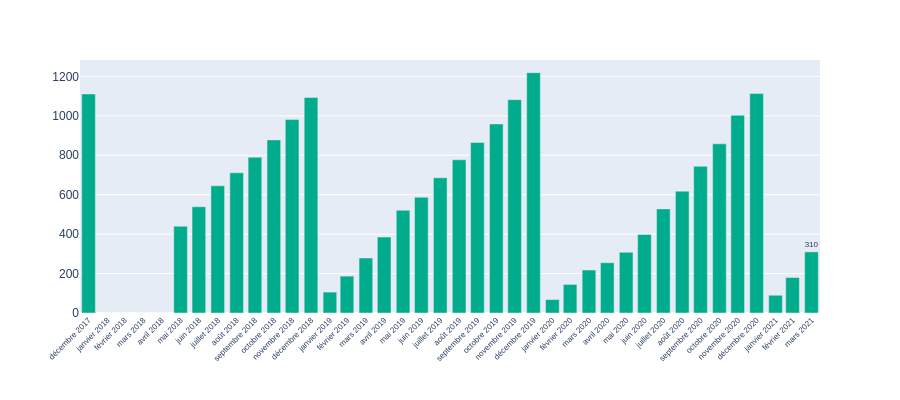 1200
1000
800
600
400
200
0
310
décembre 2017
janvier 2018
février 2018
mars 2018
avril 2018
mai 2018
juin 2018
juillet 2018
août 2018
septembre 2018
octobre 2018
novembre 2018
décembre 2018
janvier 2019
février 2019
mars 2019
avril 2019
mai 2019
juin 2019
juillet 2019
août 2019
septembre 2019
octobre 2019
novembre 2019
décembre 2019
janvier 2020
février 2020
mars 2020
avril 2020
mai 2020
juin 2020
juillet 2020
août 2020
septembre 2020
octobre 2020
novembre 2020
décembre 2020
janvier 2021
février 2021
mars 2021